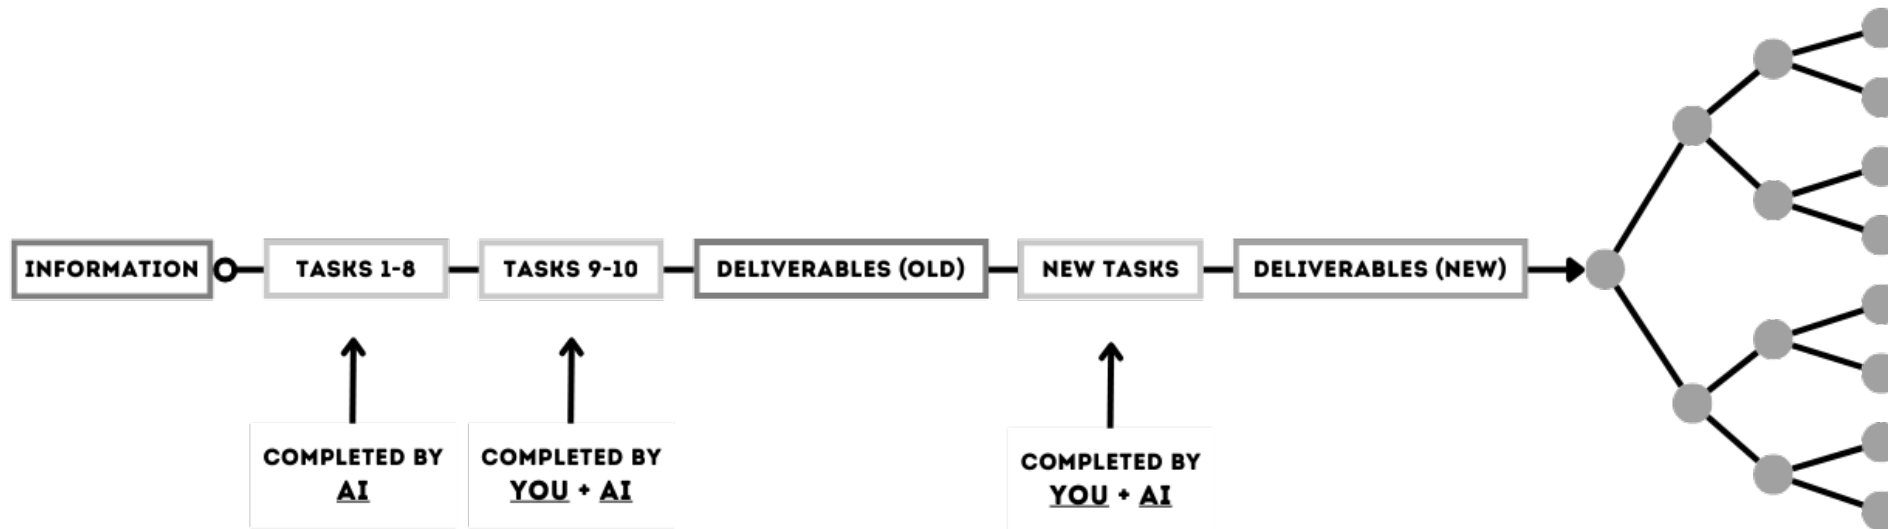 INFORMATION
TASKS 1-8
TASKS 9-10
DELIVERABLES (OLD)
NEW TASKS
DELIVERABLES (NEW)
COMPLETED BY
AI
COMPLETED BY
YOU + AI
COMPLETED BY
YOU + AI